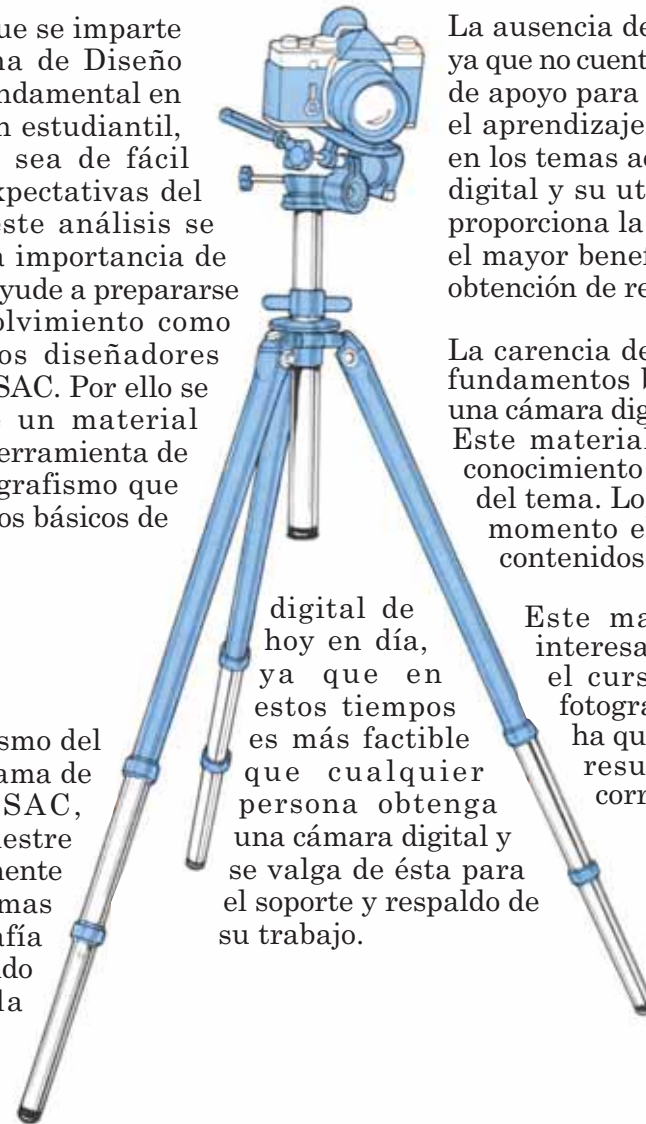 ue se imparte
na de Diseño
ndamental en
n estudiantil,
sea de fácil
xpectativas del
ste análisis se
a importancia de
yude a prepararse
olvimiento como
os diseñadores
SAC. Por ello se
e un material
erramienta de
grafismo que
os básicos de
smo del
ama de
SAC,
estre
ente
mas
afía
do
la
digital de
hoy en día,
ya que en
estos tiempos
es más factible
que cualquier
persona obtenga
una cámara digital y
se valga de ésta para
el soporte y respaldo de
su trabajo.
La ausencia de
ya que no cuent
de apoyo para
el aprendizaje
en los temas ac
digital y su ut
proporciona la
el mayor benef
obtención de re
La carencia de
fundamentos b
una cámara dig
Este material
conocimiento
del tema. Lo
momento e
contenidos
Este ma
interesa
el curs
fotogra
ha qu
resu
corr